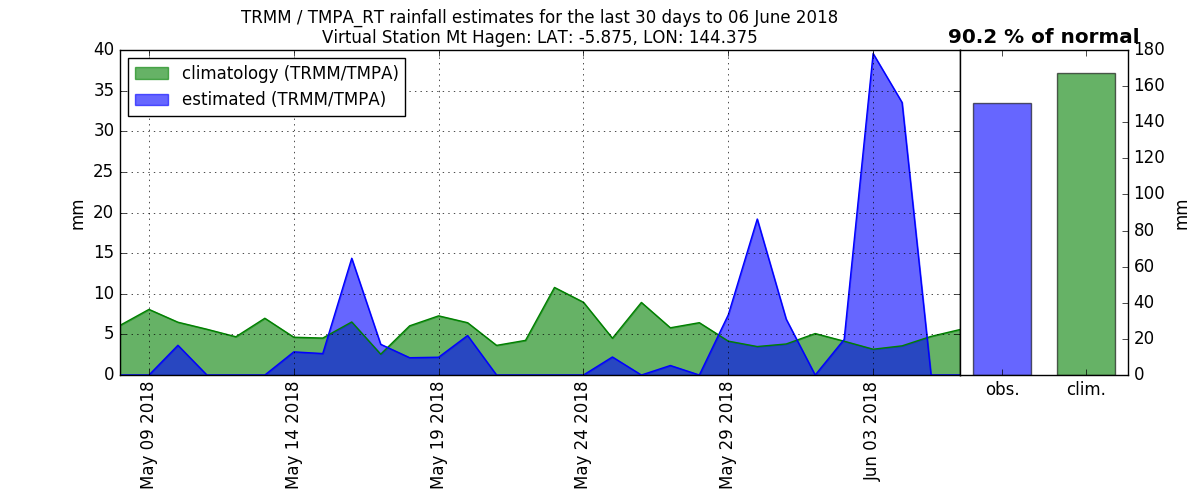 TRMM / TMPA_RT rainfall estimates for the last 30 days to 06 June 2018
Virtual Station Mt Hagen: LAT: -5.875, LON: 144.375
90.2 % of normal
climatology (TRMM/TMPA)
estimated (TRMM/TMPA)
mm
40
35
30
25
20
15
10
5
0
May 09 2018
May 14 2018
May 19 2018
May 24 2018
May 29 2018
Jun 03 2018
obs.
clim.
180
160
140
120
100
80
60
40
20
0
mm